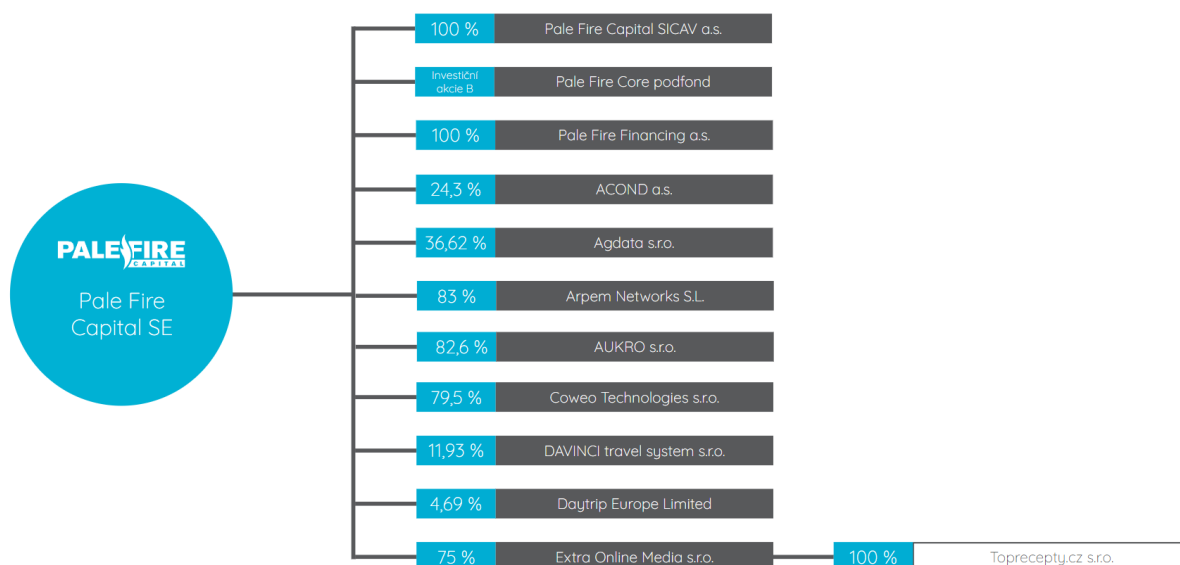 100 % Pale Fire Capital SICAV a.s.
Investiční
akcie B
Pale Fire Core podfond
100 % Pale Fire Financing a.s.
24,3 % ACOND a.s.
36,62 % Agdata s.r.o.
PALE FIRE
CAPITAL
Pale Fire
Capital SE
83 % Arpem Networks S.L.
82,6 % AUKRO s.r.o.
79,5 % Coweo Technologies s.r.o.
11,93 % DAVINCI travel system s.r.o.
4,69 % Daytrip Europe Limited
75 % Extra Online Media s.r.o. 100 % Toprecepty.cz s.r.o.